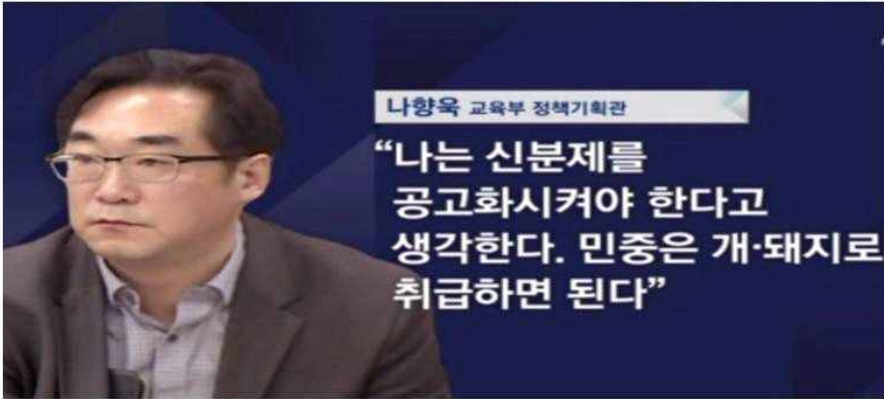 나향욱 교육부 정책기획관
“나는 신분제를
공고화시켜야 한다고
생각한다. 민중은 개·돼지로
취급하면 된다”